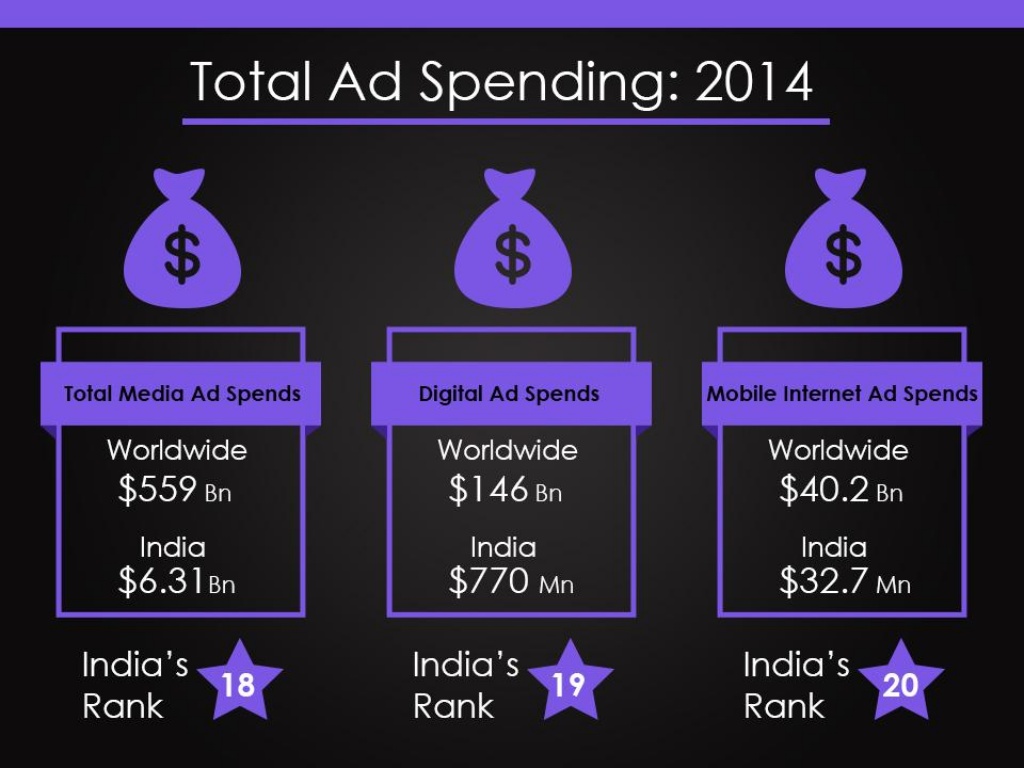 Total Ad Spending: 2014
$
$
$
Total Media Ad Spends
Worldwide
$559 Bn
India
$6.31Bn
India's
Rank
18
Digital Ad Spends
Worldwide
$146 Bn
India
$770 Mn
India's
Rank
19
Mobile Internet Ad Spends
Worldwide
$40.2 Bn
India
$32.7 Mn
India's
Rank
20